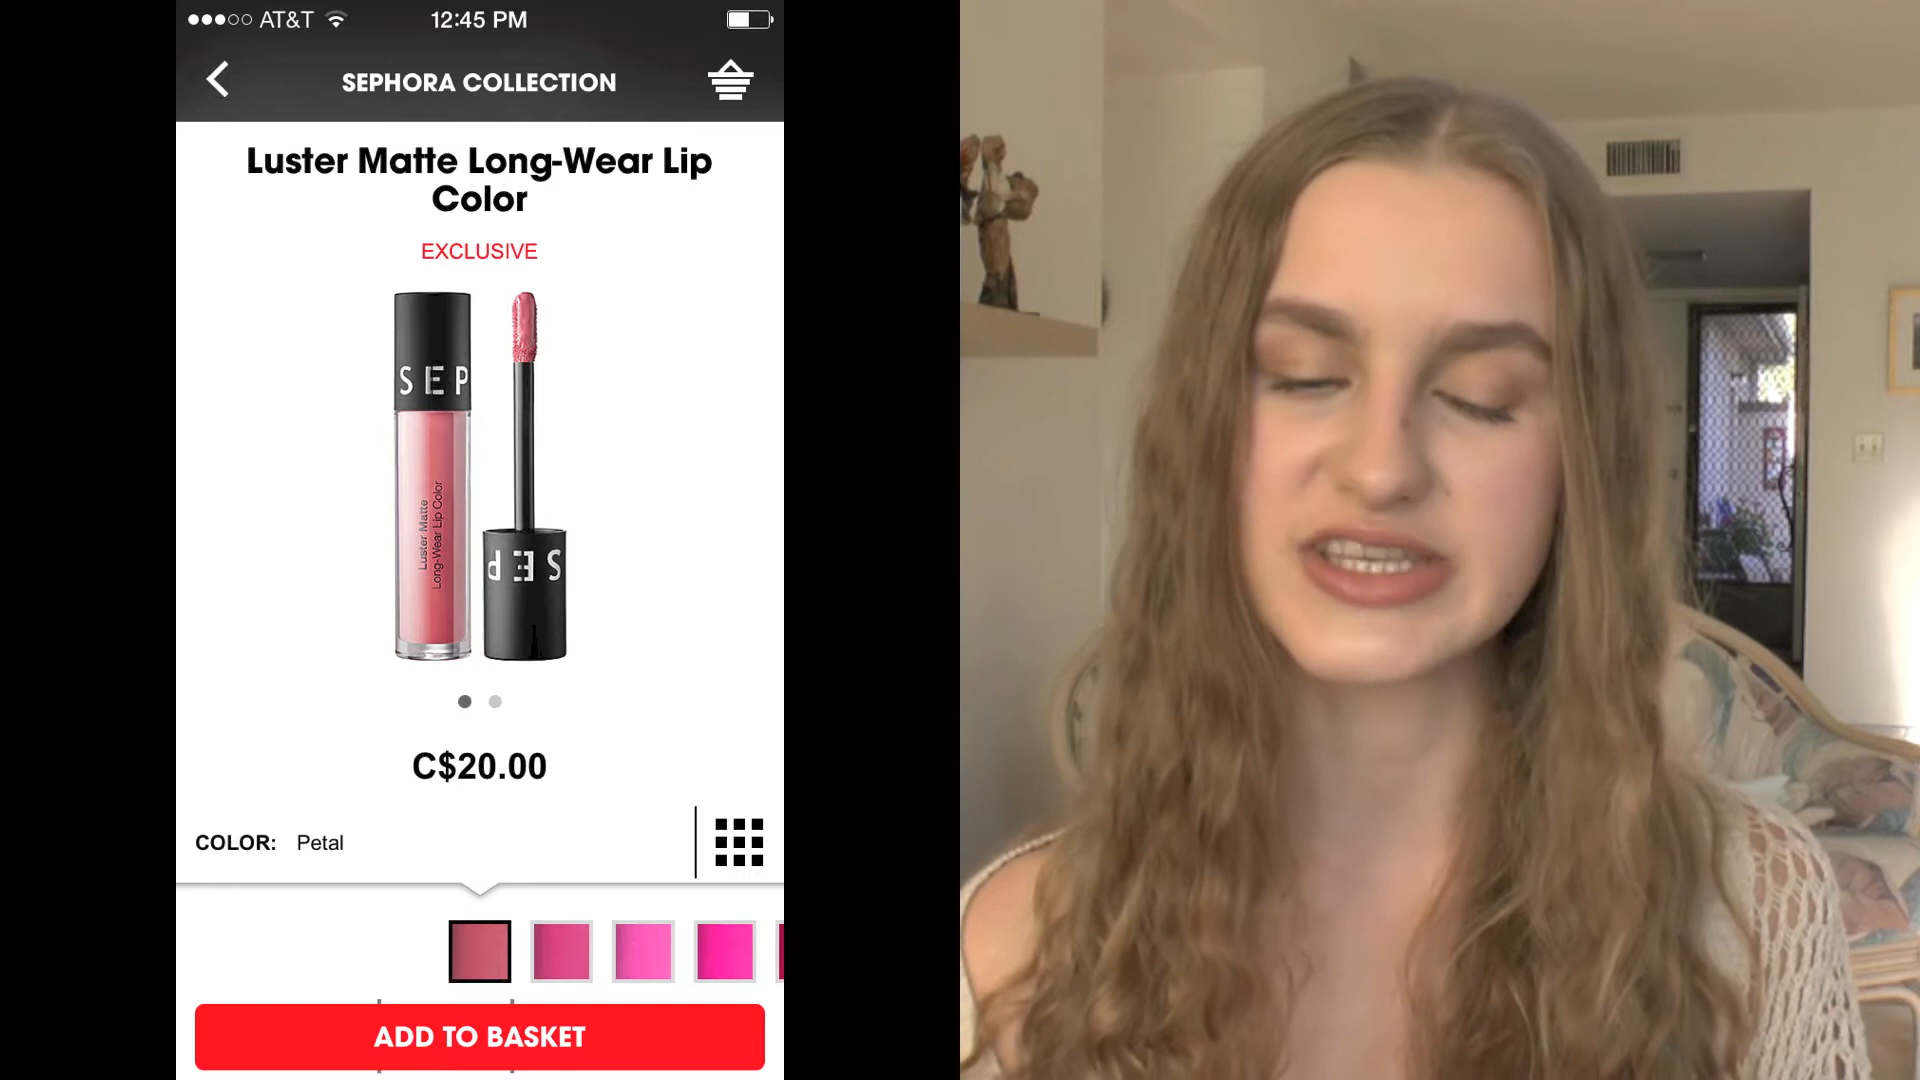 AT&T 12:45 PM
SEPHORA COLLECTION
Luster Matte Long-Wear Lip
Color
EXCLUSIVE
SEP
Luster Matte
Long-Wear Lip Color
SEP
C$20.00
COLOR: Petal
ADD TO BASKET